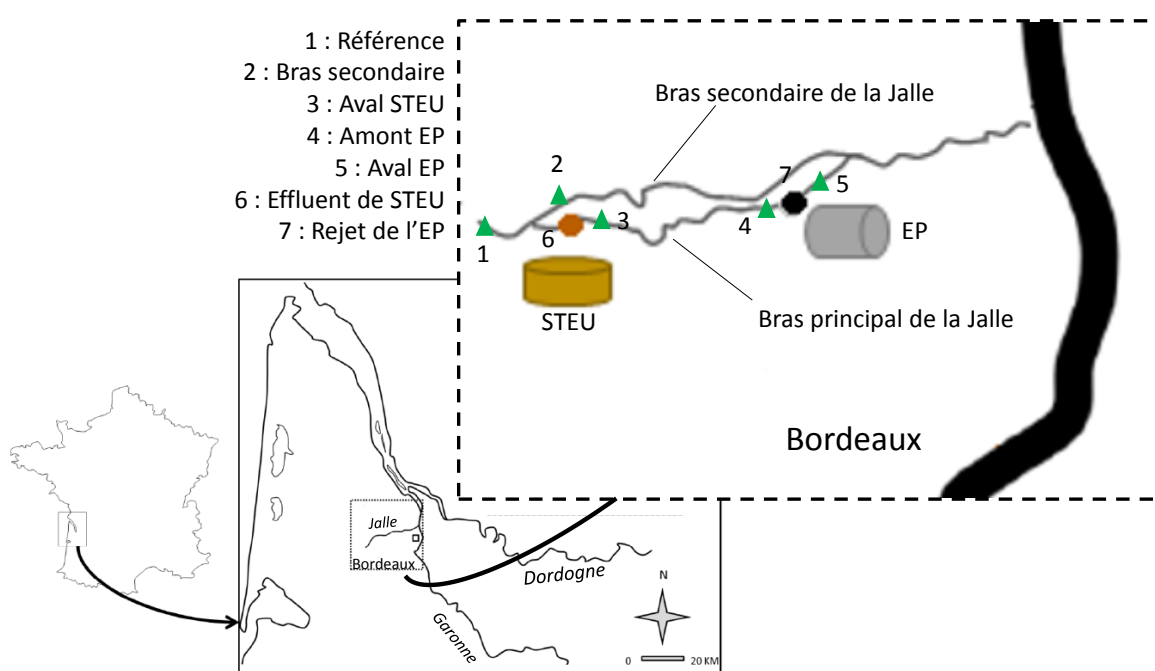 1 : Référence
2 : Bras secondaire
3 : Aval STEU
4 : Amont EP
5 : Aval EP
6 : Effluent de STEU
7 : Rejet de l’EP
Bras secondaire de la Jalle
2
7
5
3
4
6
1
EP
STEU
Bras principal de la Jalle
Bordeaux
Jalle
Bordeaux
Dordogne
Garonne
N
0 20 KM